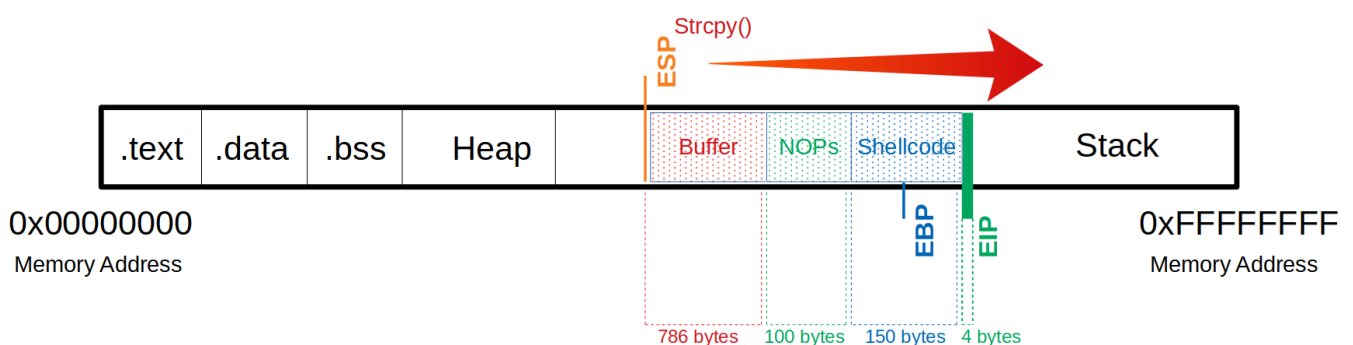 Strcpy()
ESP
.text .data .bss Heap Buffer NOPs Shellcode Stack
0x00000000 0xFFFFFFFF
Memory Address Memory Address
EBP
EIP
786 bytes 100 bytes 150 bytes 4 bytes